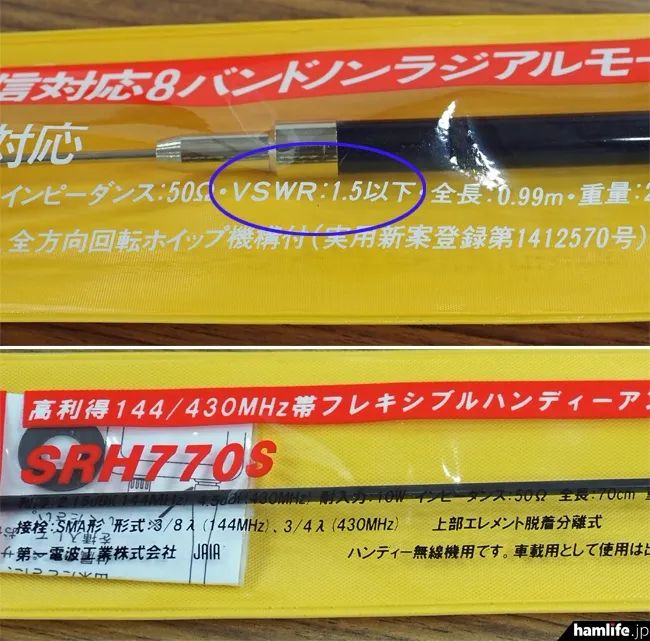 信対応8バンドノンラジアルモー
対応
インピーダンス:50Ω・VSWR:1.5以下 全長:0.99m・重量:2
全方向回転ホイップ機構付(実用新案登録第1412570号)
高利得144/430MHz帯フレキシブルハンディーア
SRH770S
(430MHz) 耐入力:10W インピーダンス:50Ω 全長:70cm
接栓:SMA形 形式:3/8λ(144MHz)、3/4λ(430MHz) 上部エレメント脱着分離式
第一電波工業株式会社 JAIA ハンディー無線機用です。車載用として使用は
hamlife.jp